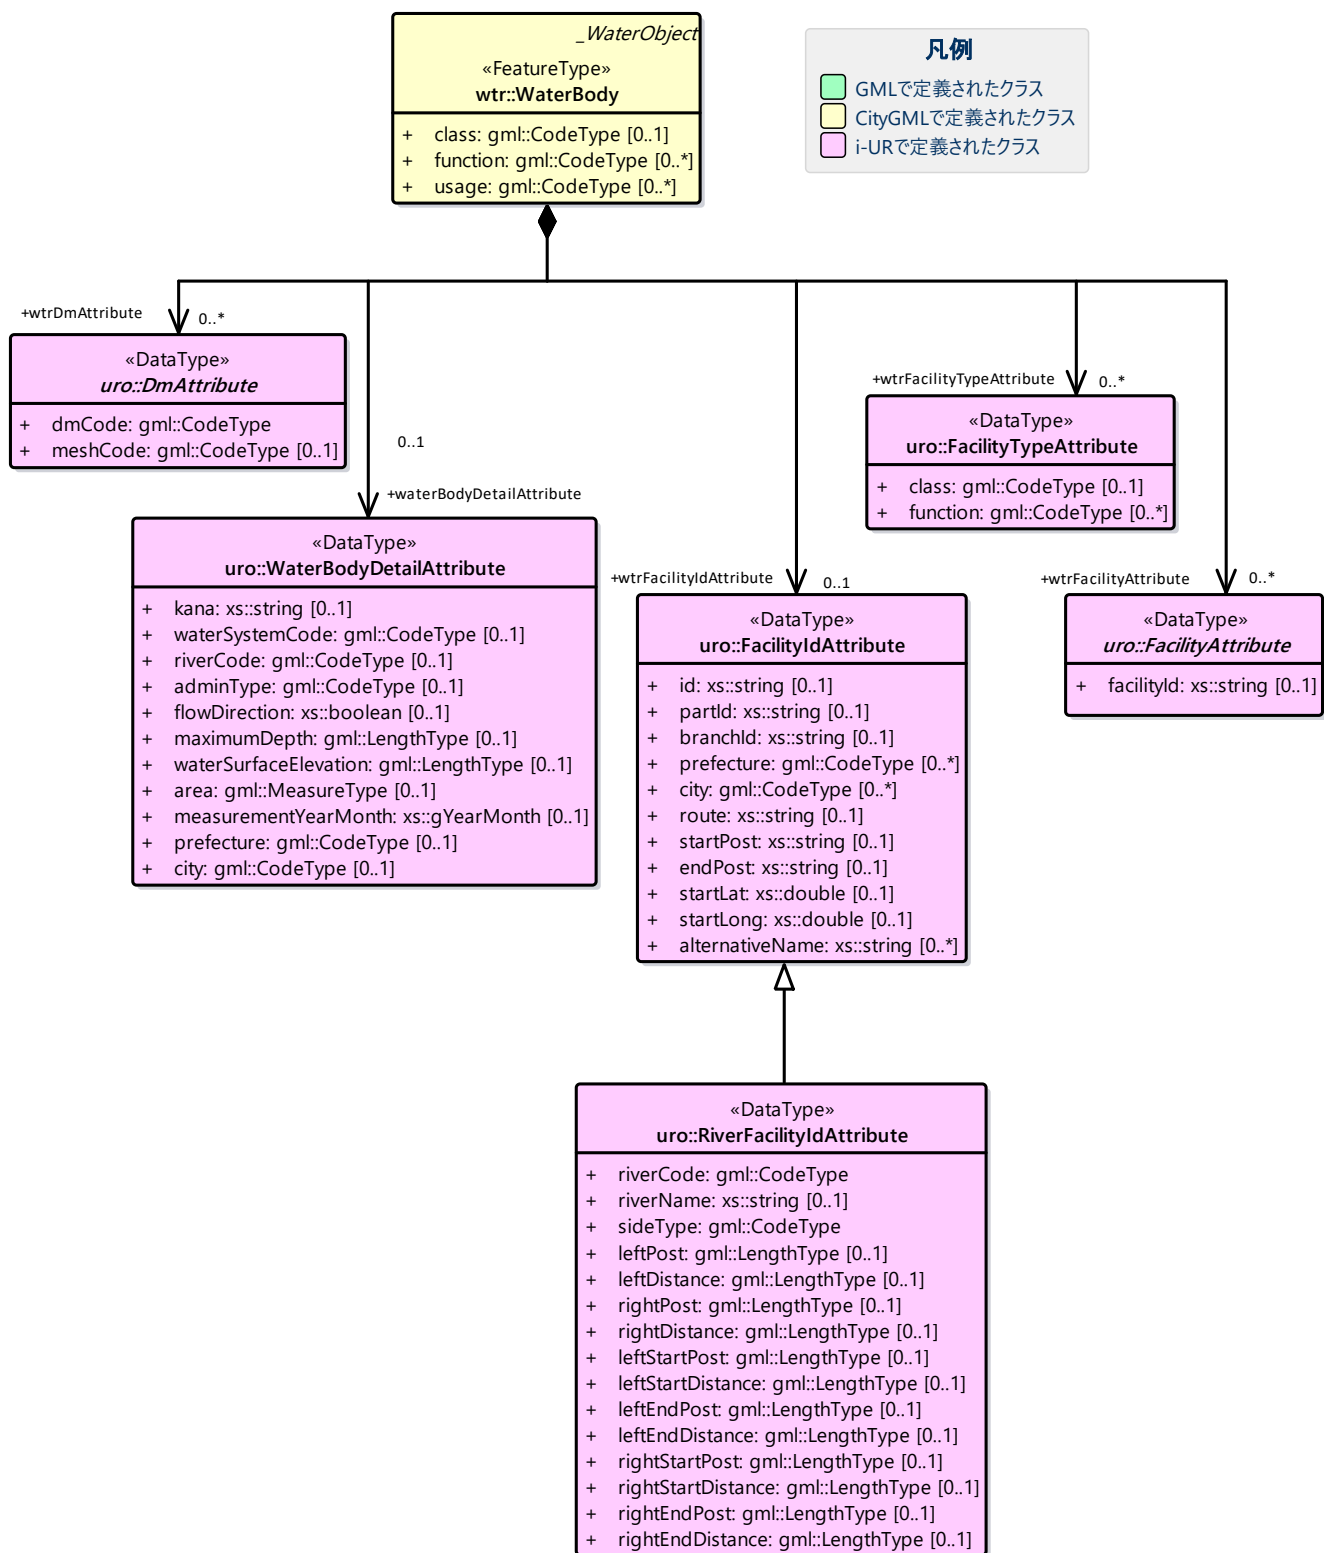 _WaterObject
«FeatureType»
wtr::WaterBody
+ class: gml::CodeType [0..1]
+ function: gml::CodeType [0..*]
+ usage: gml::CodeType [0..*]
凡例
GMLで定義されたクラス
CityGMLで定義されたクラス
i-URで定義されたクラス
+wtrDmAttribute
0..*
«DataType»
uro::DmAttribute
+ dmCode: gml::CodeType
+ meshCode: gml::CodeType [0..1]
0..1
+waterBodyDetailAttribute
«DataType»
uro::WaterBodyDetailAttribute
+ kana: xs::string [0..1]
+ waterSystemCode: gml::CodeType [0..1]
+ riverCode: gml::CodeType [0..1]
+ adminType: gml::CodeType [0..1]
+ flowDirection: xs::boolean [0..1]
+ maximumDepth: gml::LengthType [0..1]
+ waterSurfaceElevation: gml::LengthType [0..1]
+ area: gml::MeasureType [0..1]
+ measurementYearMonth: xs::gYearMonth [0..1]
+ prefecture: gml::CodeType [0..1]
+ city: gml::CodeType [0..1]
+wtrFacilityIdAttribute
0..1
«DataType»
uro::FacilityIdAttribute
+ id: xs::string [0..1]
+ partId: xs::string [0..1]
+ branchId: xs::string [0..1]
+ prefecture: gml::CodeType [0..*]
+ city: gml::CodeType [0..*]
+ route: xs::string [0..1]
+ startPost: xs::string [0..1]
+ endPost: xs::string [0..1]
+ startLat: xs::double [0..1]
+ startLong: xs::double [0..1]
+ alternativeName: xs::string [0..*]
+wtrFacilityTypeAttribute
0..*
«DataType»
uro::FacilityTypeAttribute
+ class: gml::CodeType [0..1]
+ function: gml::CodeType [0..*]
+wtrFacilityAttribute
0..*
«DataType»
uro::FacilityAttribute
+ facilityId: xs::string [0..1]
«DataType»
uro::RiverFacilityIdAttribute
+ riverCode: gml::CodeType
+ riverName: xs::string [0..1]
+ sideType: gml::CodeType
+ leftPost: gml::LengthType [0..1]
+ leftDistance: gml::LengthType [0..1]
+ rightPost: gml::LengthType [0..1]
+ rightDistance: gml::LengthType [0..1]
+ leftStartPost: gml::LengthType [0..1]
+ leftStartDistance: gml::LengthType [0..1]
+ leftEndPost: gml::LengthType [0..1]
+ leftEndDistance: gml::LengthType [0..1]
+ rightStartPost: gml::LengthType [0..1]
+ rightStartDistance: gml::LengthType [0..1]
+ rightEndPost: gml::LengthType [0..1]
+ rightEndDistance: gml::LengthType [0..1]